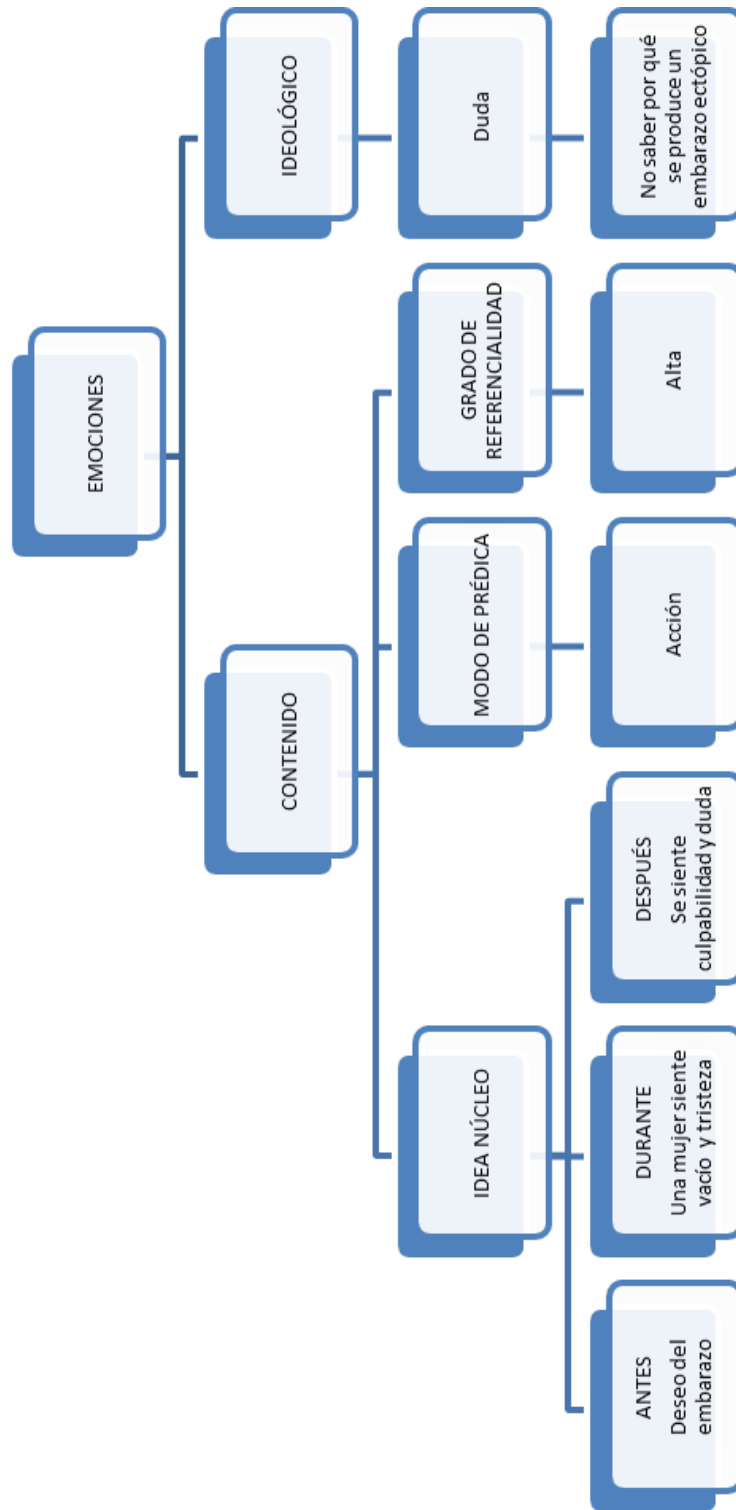 EMOCIONES
CONTENIDO
IDEOLÓGICO
IDEA NÚCLEO
MODO DE PRÉDICA
GRADO DE
REFERENCIALIDAD
Duda
ANTES
Deseo del
embarazo
DURANTE
Una mujer siente
vacío y tristeza
DESPUÉS
Se siente
culpabilidad y duda
Acción
Alta
No saber por qué
se produce un
embarazo ectópico